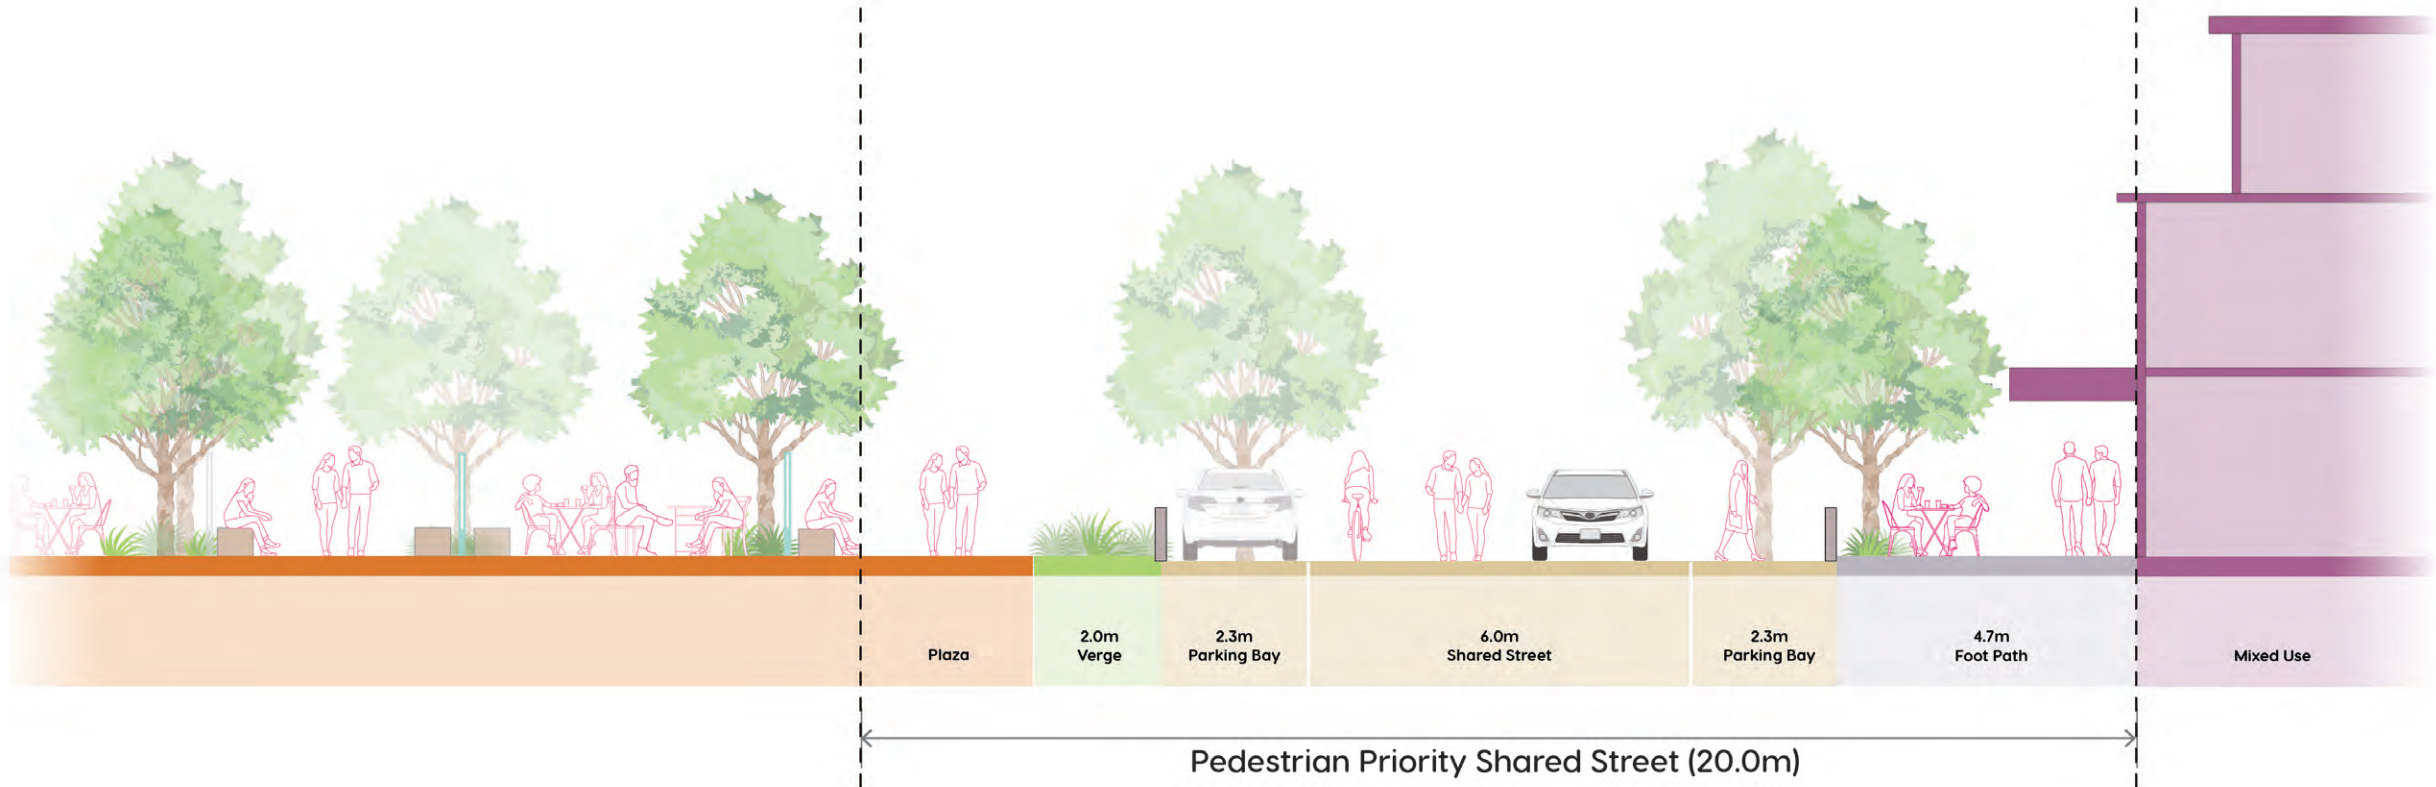 Plaza
2.0m
Verge
2.3m
Parking Bay
6.0m
Shared Street
2.3m
Parking Bay
4.7m
Foot Path
Mixed Use
Pedestrian Priority Shared Street (20.0m)